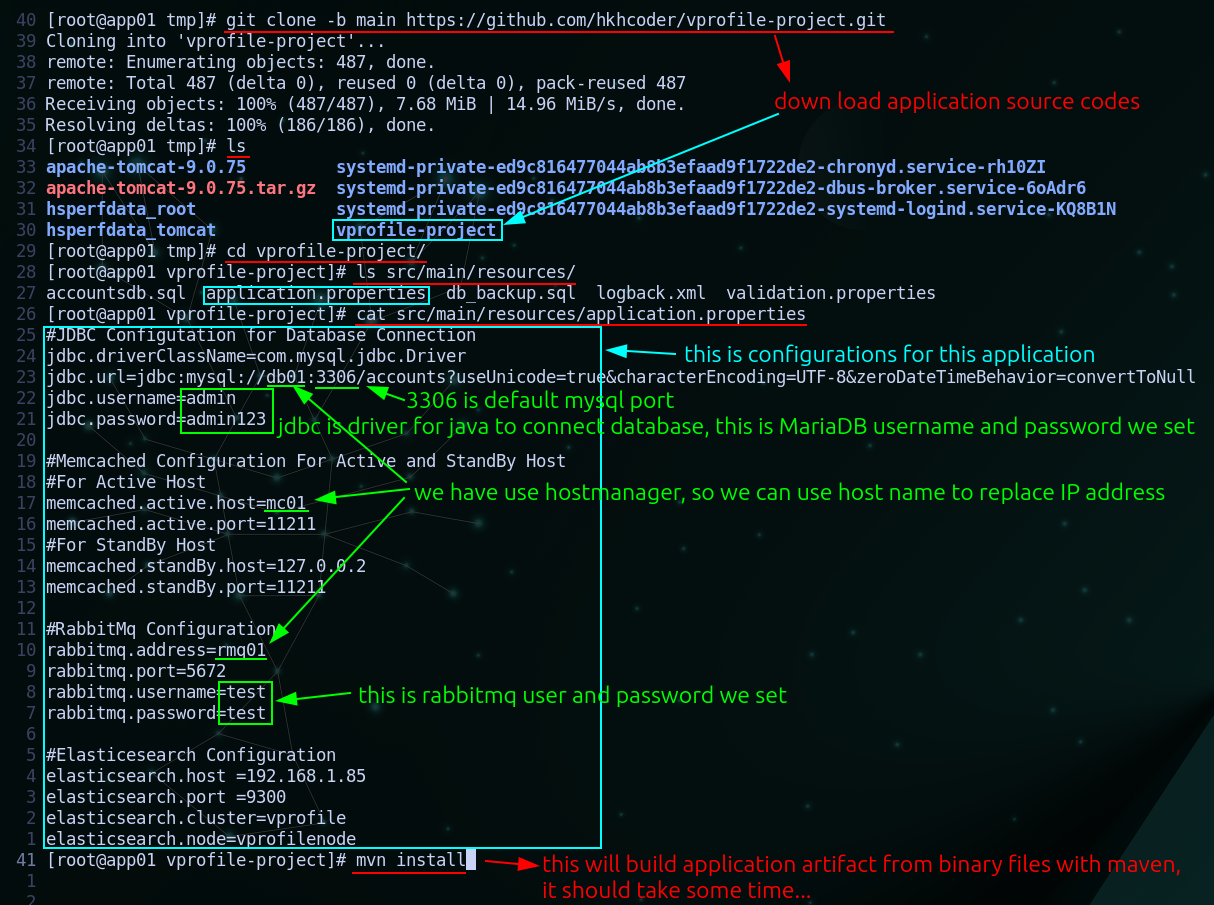 40 [root@app01 tmp]# git clone -b main https://github.com/hkhcoder/vprofile-project.git
39 Cloning into 'vprofile-project'...
38 remote: Enumerating objects: 487, done.
37 remote: Total 487 (delta 0), reused 0 (delta 0), pack-reused 487
36 Receiving objects: 100% (487/487), 7.68 MiB | 14.96 MiB/s, done.
down load application source codes
35 Resolving deltas: 100% (186/186), done.
34 [root@app01 tmp]# ls
33 apache-tomcat-9.0.75 systemd-private-ed9c816477044ab8b3efaad9f1722de2-chronyd.service-rh10ZI
32 apache-tomcat-9.0.75.tar.gz systemd-private-ed9c816477044ab8b3efaad9f1722de2-dbus-broker.service-6oAdr6
31 hsperfdata_root systemd-private-ed9c816477044ab8b3efaad9f1722de2-systemd-logind.service-KQ8B1N
30 hsperfdata_tomcat vprofile-project
29 [root@app01 tmp]# cd vprofile-project/
28 [root@app01 vprofile-project]# ls src/main/resources/
27 accountsdb.sql application.properties db_backup.sql logback.xml validation.properties
26 [root@app01 vprofile-project]# cat src/main/resources/application.properties
25 #JDBC Configutation for Database Connection
24 jdbc.driverClassName=com.mysql.jdbc.Driver
this is configurations for this application
23 jdbc.url=jdbc:mysql://db01:3306/accounts?useUnicode=true&characterEncoding=UTF-8&zeroDateTimeBehavior=convertToNull
22 jdbc.username=admin
3306 is default mysql port
21 jdbc.password=admin123
jdbc is driver for java to connect database, this is MariaDB username and password we set
20
19 #Memcached Configuration For Active and StandBy Host
18 #For Active Host
we have use hostmanager, so we can use host name to replace IP address
17 memcached.active.host=mc01
16 memcached.active.port=11211
15 #For StandBy Host
14 memcached.standBy.host=127.0.0.2
13 memcached.standBy.port=11211
12
11 #RabbitMq Configuration
10 rabbitmq.address=rmq01
9 rabbitmq.port=5672
8 rabbitmq.username=test
this is rabbitmq user and password we set
7 rabbitmq.password=test
6
5 #Elasticesearch Configuration
4 elasticsearch.host =192.168.1.85
3 elasticsearch.port =9300
2 elasticsearch.cluster=vprofile
1 elasticsearch.node=vprofilenode
41 [root@app01 vprofile-project]# mvn install
this will build application artifact from binary files with maven,
1
it should take some time...
2